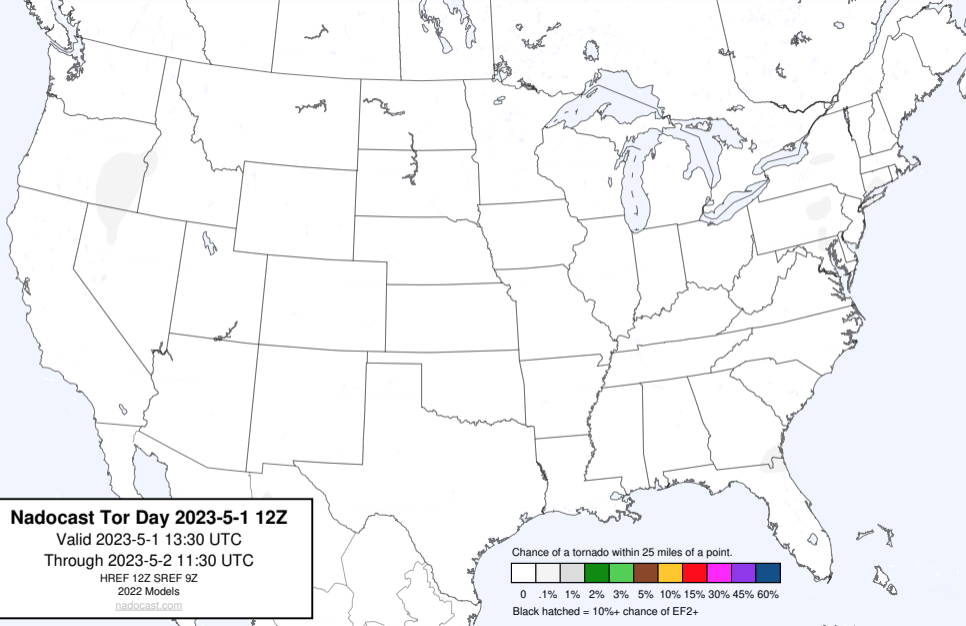 Nadocast Tor Day 2023-5-1 12Z
Valid 2023-5-1 13:30 UTC
Through 2023-5-2 11:30 UTC
HREF 12Z SREF 9Z
2022 Models
nadocast.com
Chance of a tornado within 25 miles of a point.
0 .1% 1% 2% 3% 5% 10% 15% 30% 45% 60%
Black hatched = 10%+ chance of EF2+